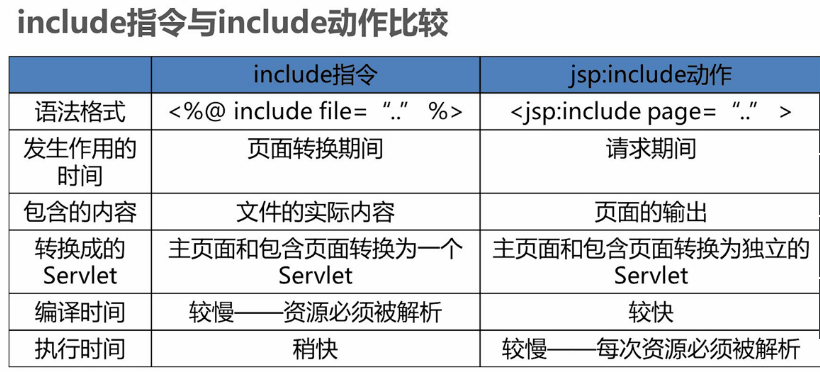 include指令与include动作比较
include指令 jsp:include动作
语法格式 <%@ include file= “..” %> <jsp:include page= “..” >
发生作用的时间 页面转换期间 请求期间
包含的内容 文件的实际内容 页面的输出
转换成的Servlet 主页面和包含页面转换为一个Servlet 主页面和包含页面转换为独立的Servlet
编译时间 较慢——资源必须被解析 较快
执行时间 稍快 较慢——每次资源必须被解析